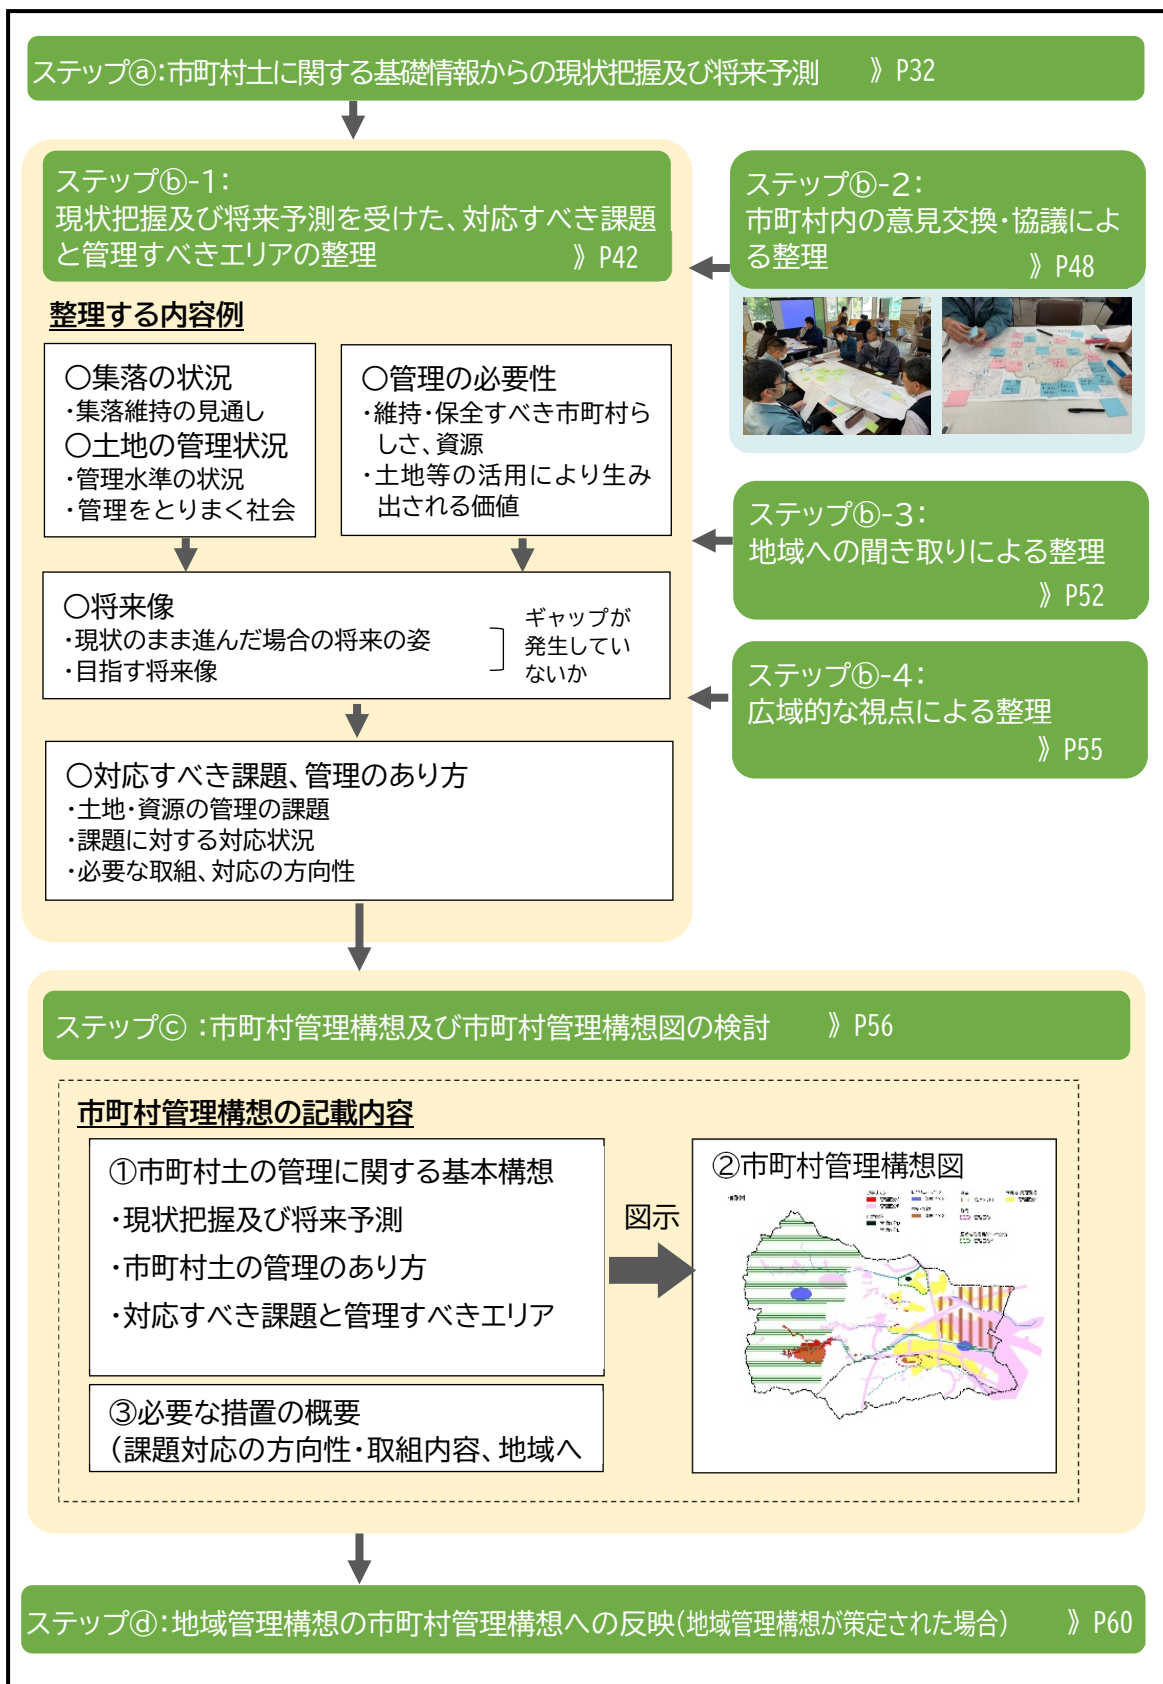 ステップⓐ:市町村土に関する基礎情報からの現状把握及び将来予測 》 P32
ステップⓑ-1:
現状把握及び将来予測を受けた、対応すべき課題
と管理すべきエリアの整理 》 P42
ステップⓑ-2:
市町村内の意見交換・協議によ
る整理 》 P48
整理する内容例
〇集落の状況
・集落維持の見通し
〇土地の管理状況
・管理水準の状況
・管理をとりまく社会
〇管理の必要性
・維持・保全すべき市町村ら
しさ、資源
・土地等の活用により生み
出される価値
ステップⓑ-3:
地域への聞き取りによる整理
》 P52
〇将来像
・現状のまま進んだ場合の将来の姿
・目指す将来像
ギャップが
発生してい
ないか
ステップⓑ-4:
広域的な視点による整理
》 P55
〇対応すべき課題、管理のあり方
・土地・資源の管理の課題
・課題に対する対応状況
・必要な取組、対応の方向性
ステップⓒ :市町村管理構想及び市町村管理構想図の検討 》 P56
市町村管理構想の記載内容
①市町村土の管理に関する基本構想
・現状把握及び将来予測
・市町村土の管理のあり方
・対応すべき課題と管理すべきエリア
図示
②市町村管理構想図
③必要な措置の概要
(課題対応の方向性・取組内容、地域へ
ステップⓓ:地域管理構想の市町村管理構想への反映(地域管理構想が策定された場合) 》 P60